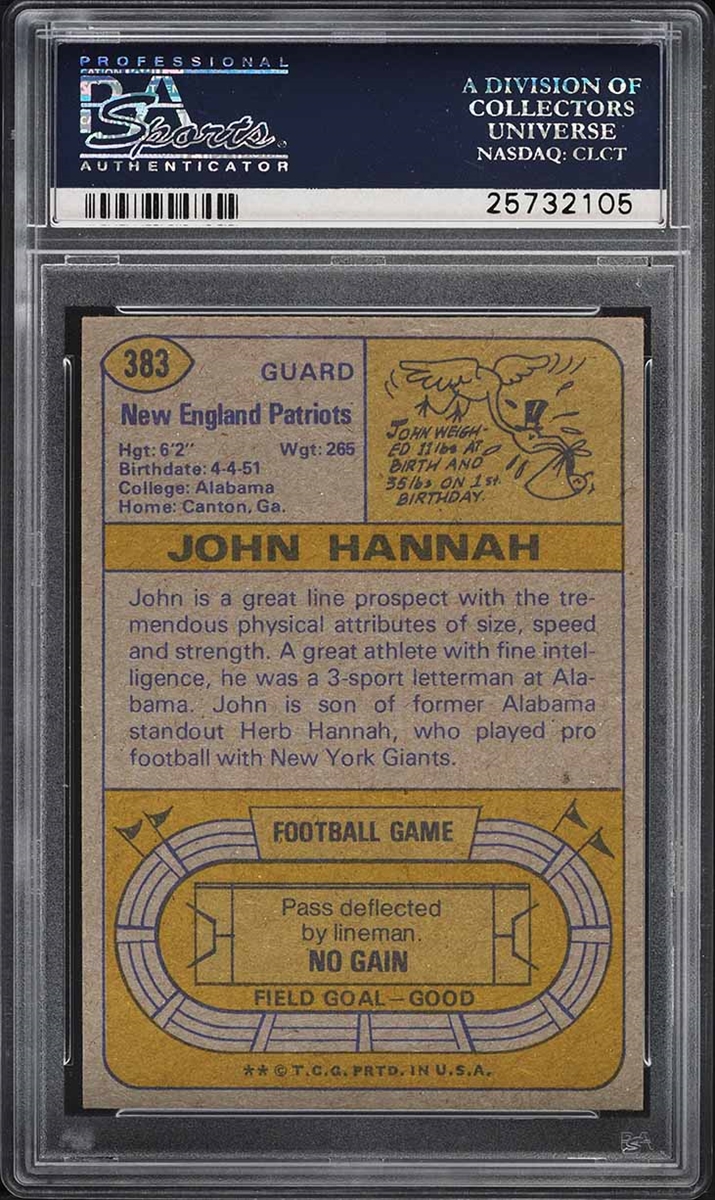 PROFESSIONAL
PSA
Sports
AUTHENTICATOR
A DIVISION OF
COLLECTORS
UNIVERSE
NASDAQ: CLCT
25732105
383
GUARD
New England Patriots
Hgt: 6'2" Wgt: 265
Birthdate: 4-4-51
College: Alabama
Home: Canton, Ga.
JOHN WEIGH-
ED 11 lbs AT
BIRTH AND
35 lbs ON 1st
BIRTHDAY.
JOHN HANNAH
John is a great line prospect with the tre-
mendous physical attributes of size, speed
and strength. A great athlete with fine intel-
ligence, he was a 3-sport letterman at Ala-
bama. John is son of former Alabama
standout Herb Hannah, who played pro
football with New York Giants.
FOOTBALL GAME
Pass deflected
by lineman.
NO GAIN
FIELD GOAL—GOOD
** © T.C.G. PRTD. IN U.S.A.
PSA